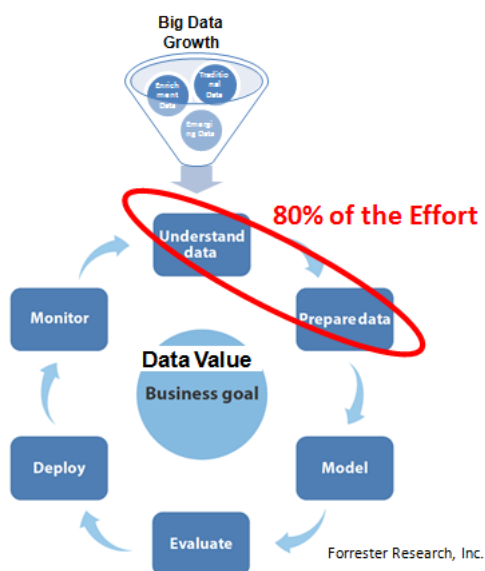 Big Data
Growth
Enrich
ment
Data
Traditio
nal
Data
Emergi
ng Data
80% of the Effort
Understand
data
Prepare data
Monitor
Data Value
Business goal
Deploy
Model
Evaluate
Forrester Research, Inc.